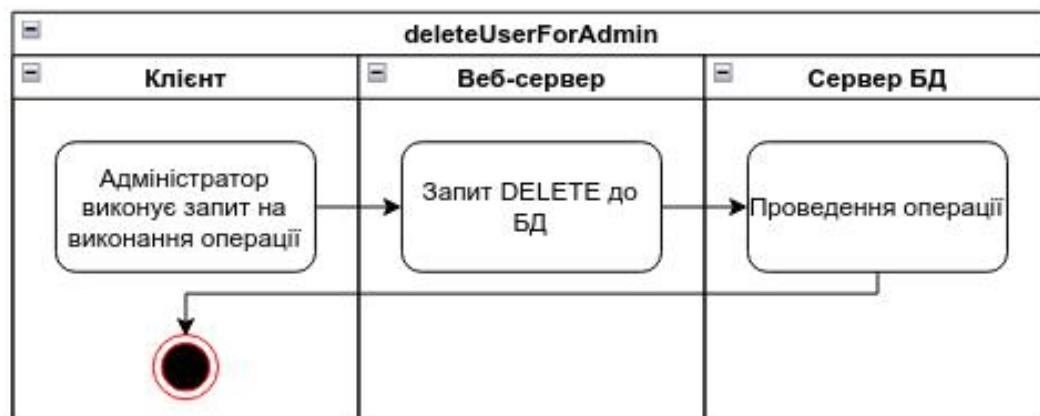 deleteUserForAdmin
Клієнт
Веб-сервер
Сервер БД
Адміністратор
виконує запит на
виконання операції
Запит DELETE до
БД
Проведення операції